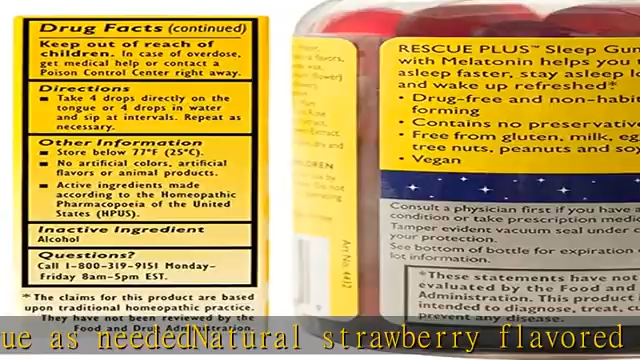 Drug Facts (continued)
Keep out of reach of
children. In case of overdose,
get medical help or contact a
Poison Control Center right away.
Directions
■ Take 4 drops directly on the
tongue or 4 drops in water
and sip at intervals. Repeat as
necessary.
Other Information
■ Store below 77°F (25°C).
■ No artificial colors, artificial
flavors or animal products.
■ Active ingredients made
according to the Homeopathic
Pharmacopoeia of the United
States (HPUS).
Inactive Ingredient
Alcohol
Questions?
Call 1-800-319-9151 Monday-
Friday 8am-5pm EST.
*The claims for this product are based
upon traditional homeopathic practice.
They have not been reviewed by the
Food and Drug Administration.
RESCUE PLUS™ Sleep Gu
with Melatonin helps you
asleep faster, stay asleep l
and wake up refreshed*
• Drug-free and non-habi
forming
• Contains no preservative
• Free from gluten, milk, eg
tree nuts, peanuts and soy
• Vegan
Consult a physician first if you have a
condition or take prescription medic
Tamper evident vacuum seal under c
your protection.
See bottom of bottle for expiration
lot information.
*These statements have not
evaluated by the Food and
Administration. This product
intended to diagnose, treat,
prevent any disease.
Art No. 4432
ue as neededNatural strawberry flavored